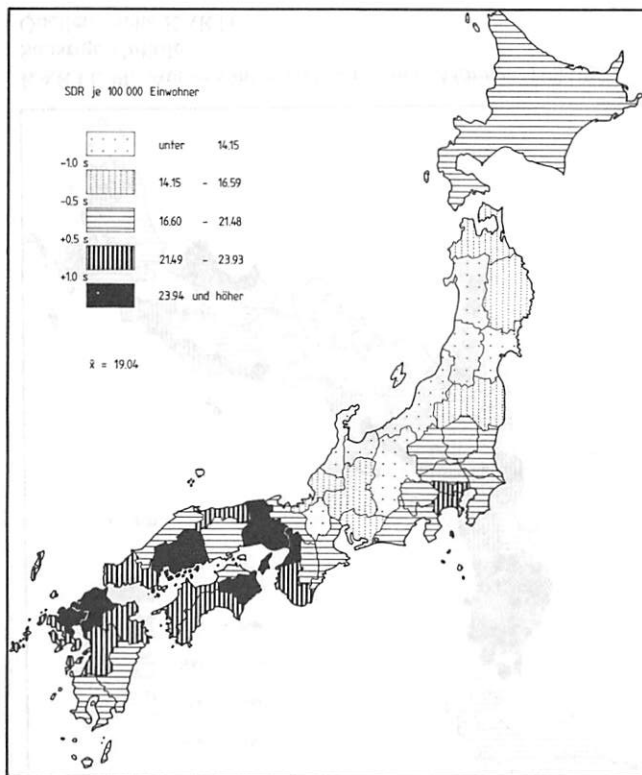 SDR je 100 000 Einwohner
unter 14.15
-1.0 s
14.15 - 16.59
-0.5 s
16.60 - 21.48
+0.5 s
21.49 - 23.93
+1.0 s
23.94 und höher
x̄ = 19.04